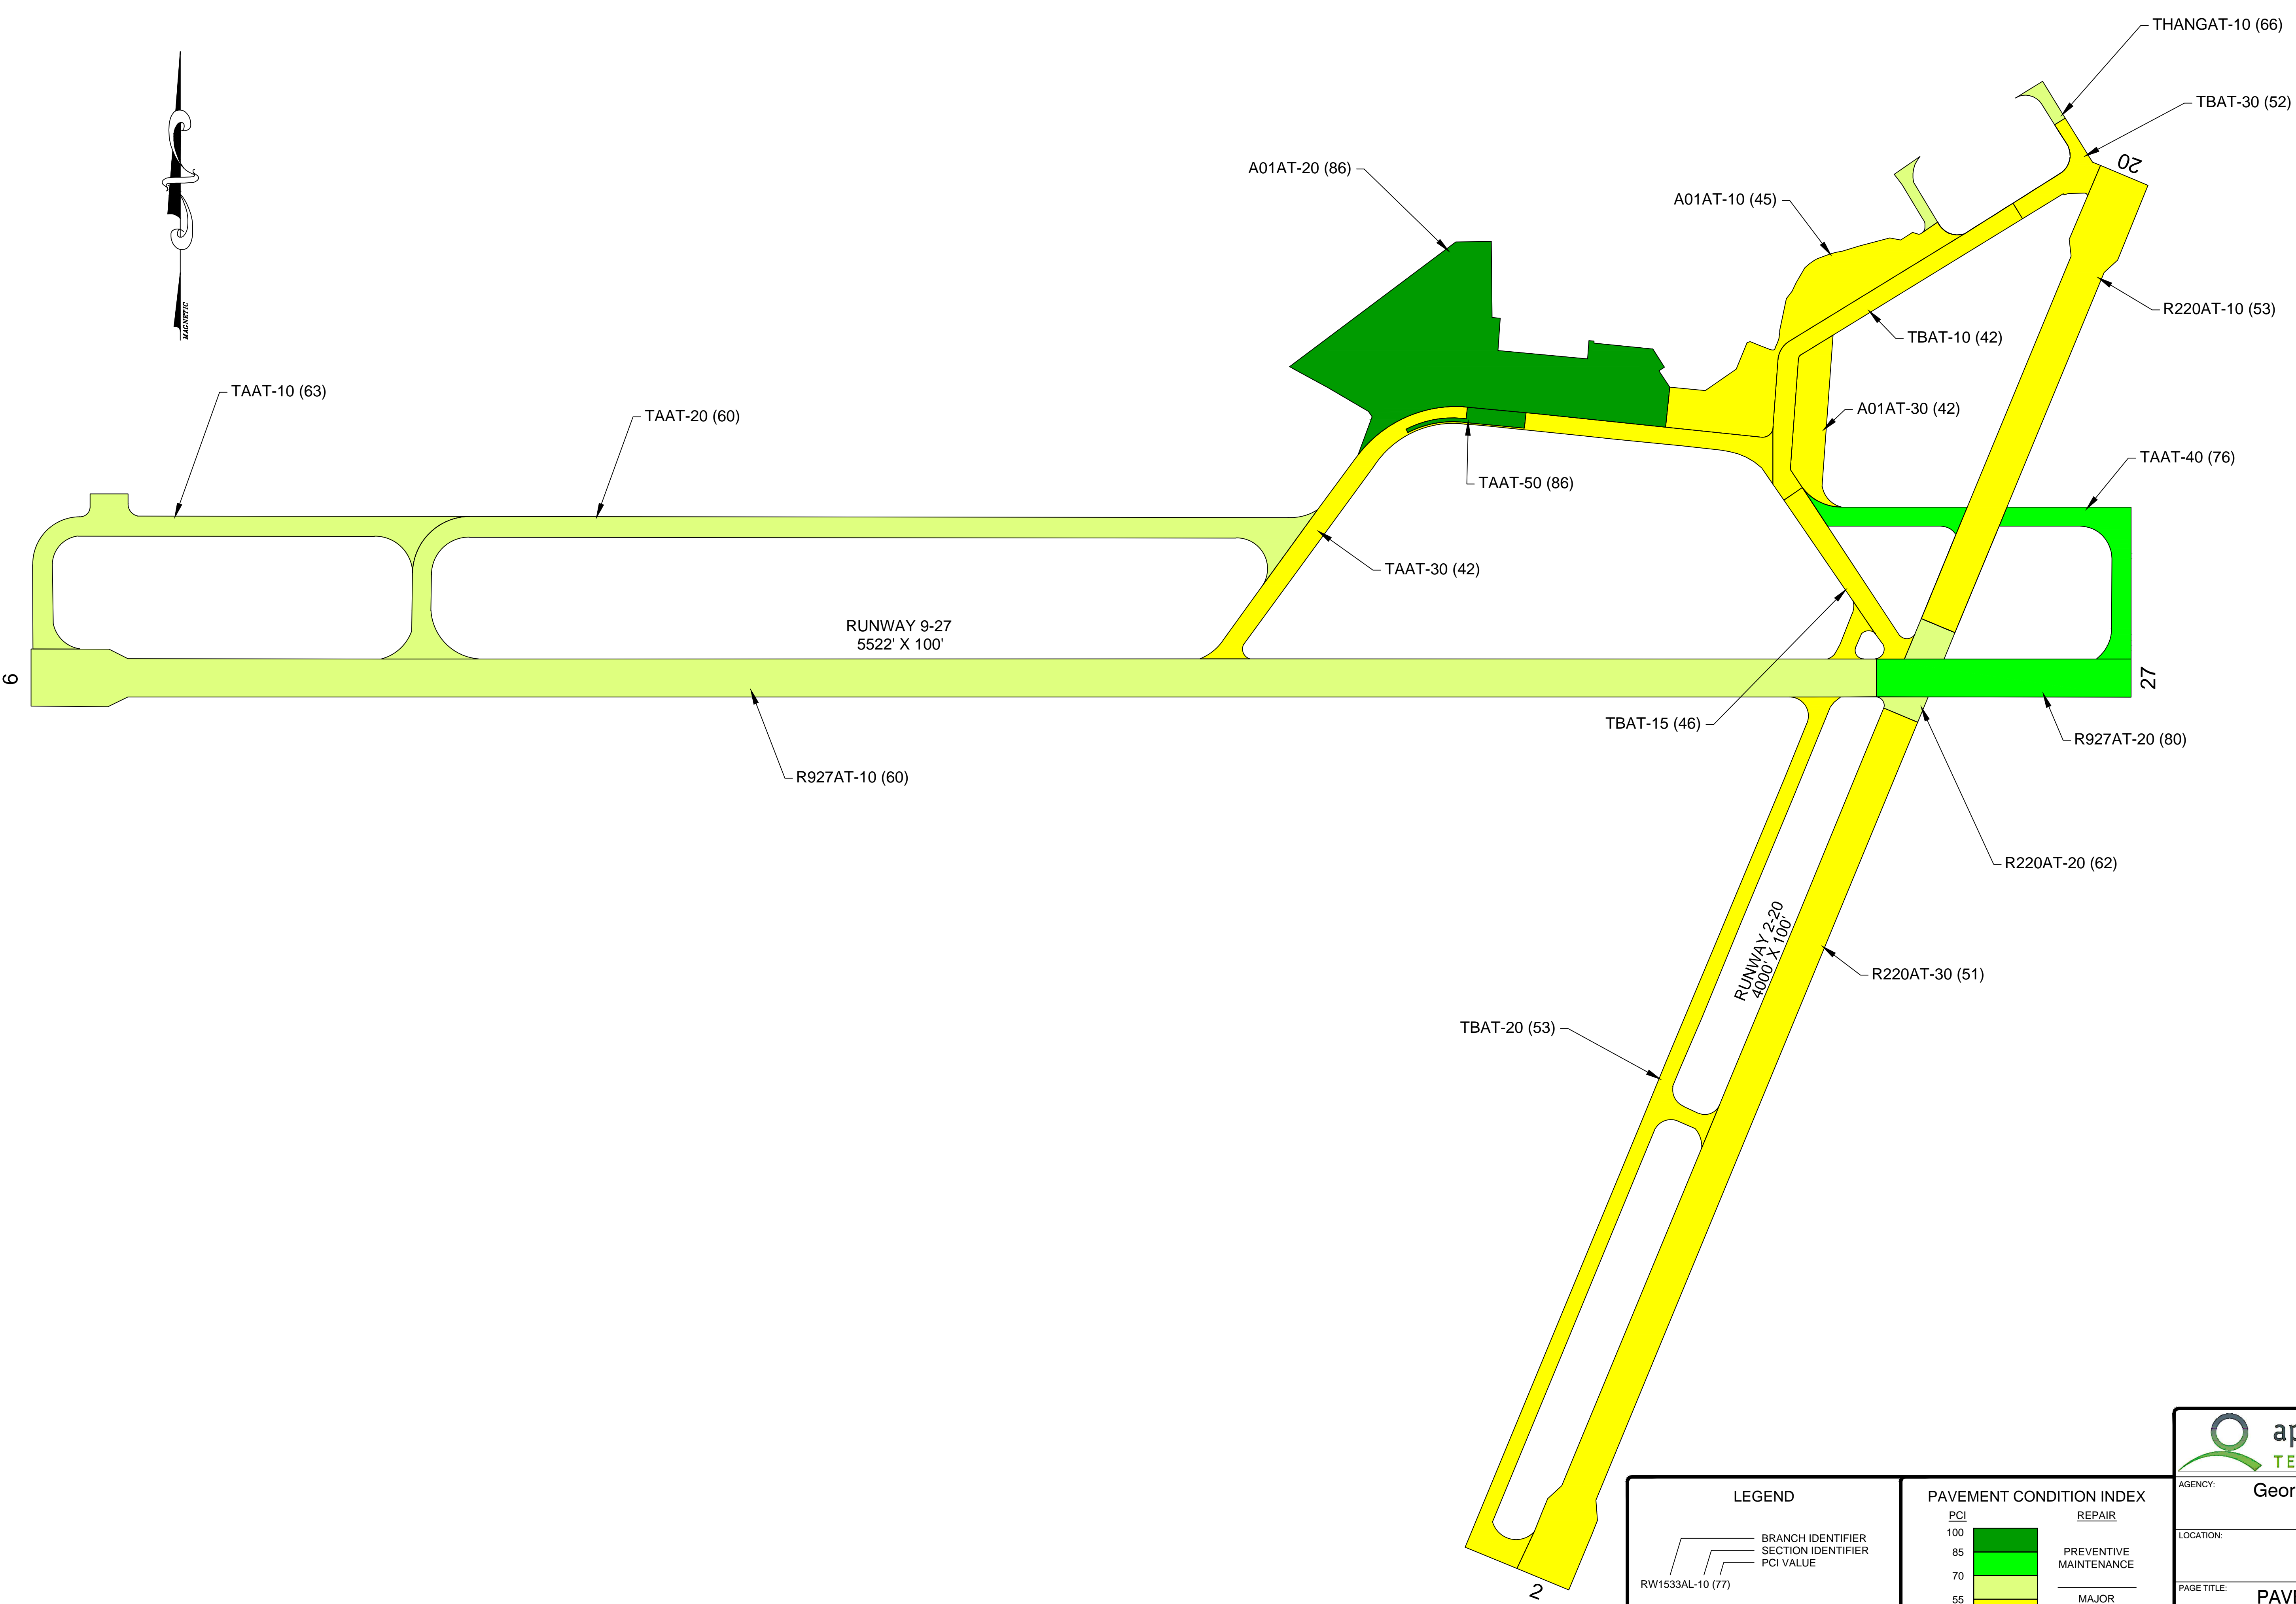 THANGAT-10 (66)
TBAT-30 (52)
20
A01AT-20 (86)
A01AT-10 (45)
R220AT-10 (53)
MAGNETIC
TBAT-10 (42)
TAAT-10 (63)
TAAT-20 (60)
A01AT-30 (42)
TAAT-40 (76)
TAAT-50 (86)
TAAT-30 (42)
RUNWAY 9-27
5522' X 100'
9
27
TBAT-15 (46)
R927AT-20 (80)
R927AT-10 (60)
R220AT-20 (62)
RUNWAY 2-20
4000' X 100'
R220AT-30 (51)
TBAT-20 (53)
2
LEGEND
BRANCH IDENTIFIER
SECTION IDENTIFIER
PCI VALUE
RW1533AL-10 (77)
PAVEMENT CONDITION INDEX
PCI REPAIR
100
85
PREVENTIVE
MAINTENANCE
70
55
MAJOR
AGENCY:
LOCATION:
PAGE TITLE: